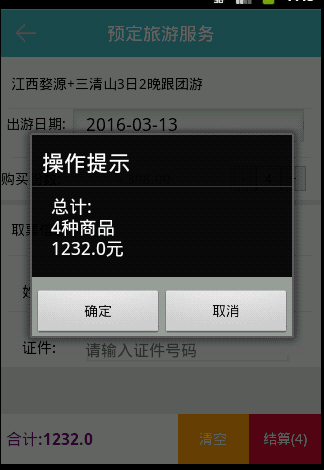 预定旅游服务
江西婺源+三清山3日2晚跟团游
出游日期: 2016-03-13
购买
操作提示
总计:
4种商品
1232.0元
确定 取消
证件: 请输入证件号码
合计:1232.0 清空 结算(4)